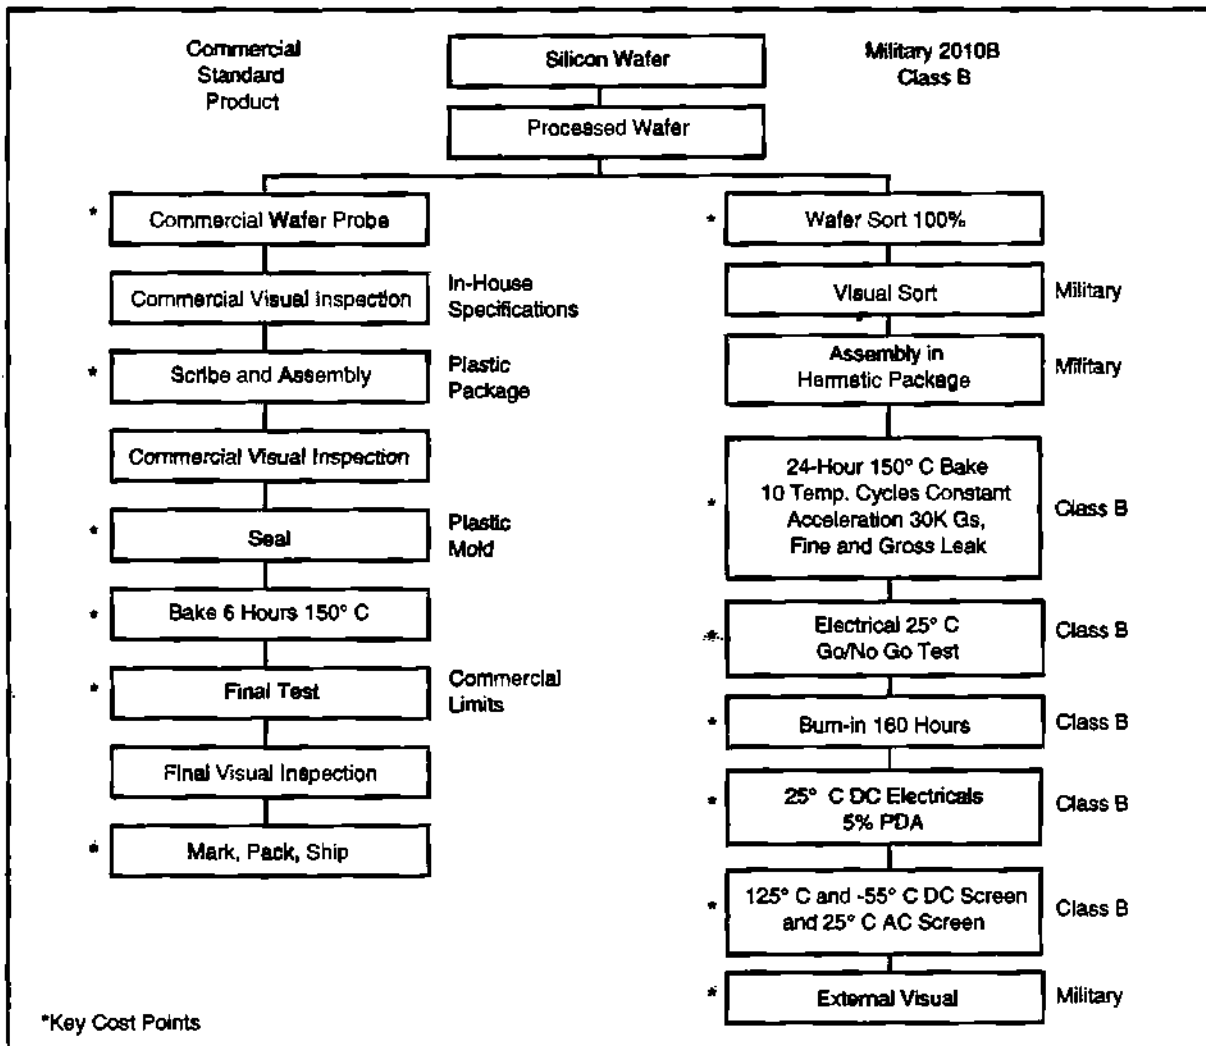 Commercial
Standard
Product
Silicon Wafer
Military 2010B
Class B
Processed Wafer
* Commercial Wafer Probe
Commercial Visual Inspection
In-House
Specifications
* Scribe and Assembly
Plastic
Package
Commercial Visual Inspection
* Seal
Plastic
Mold
* Bake 6 Hours 150° C
* Final Test
Commercial
Limits
Final Visual Inspection
* Mark, Pack, Ship
* Wafer Sort 100%
Visual Sort
Military
Assembly in
Hermetic Package
Military
24-Hour 150° C Bake
* 10 Temp. Cycles Constant
Acceleration 30K Gs,
Fine and Gross Leak
Class B
* Electrical 25° C
Go/No Go Test
Class B
* Burn-in 160 Hours
Class B
* 25° C DC Electricals
5% PDA
Class B
* 125° C and -55° C DC Screen
and 25° C AC Screen
Class B
* External Visual
Military
*Key Cost Points